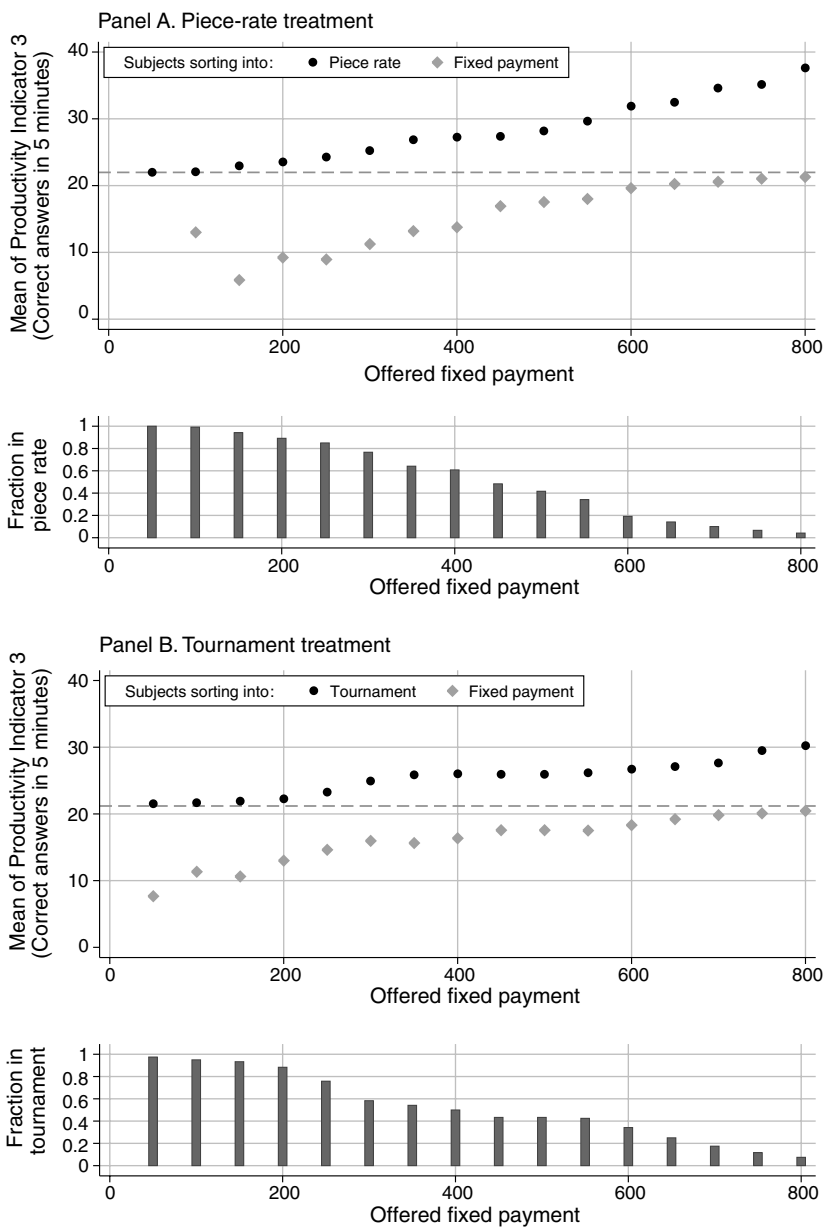 Panel A. Piece-rate treatment
Mean of Productivity Indicator 3
(Correct answers in 5 minutes)
40
30
20
10
0
Subjects sorting into: Piece rate Fixed payment
0 200 400 600 800
Offered fixed payment
Fraction in
piece rate
1
0.8
0.6
0.4
0.2
0
0 200 400 600 800
Offered fixed payment
Panel B. Tournament treatment
Mean of Productivity Indicator 3
(Correct answers in 5 minutes)
40
30
20
10
0
Subjects sorting into: Tournament Fixed payment
0 200 400 600 800
Offered fixed payment
Fraction in
tournament
1
0.8
0.6
0.4
0.2
0
0 200 400 600 800
Offered fixed payment